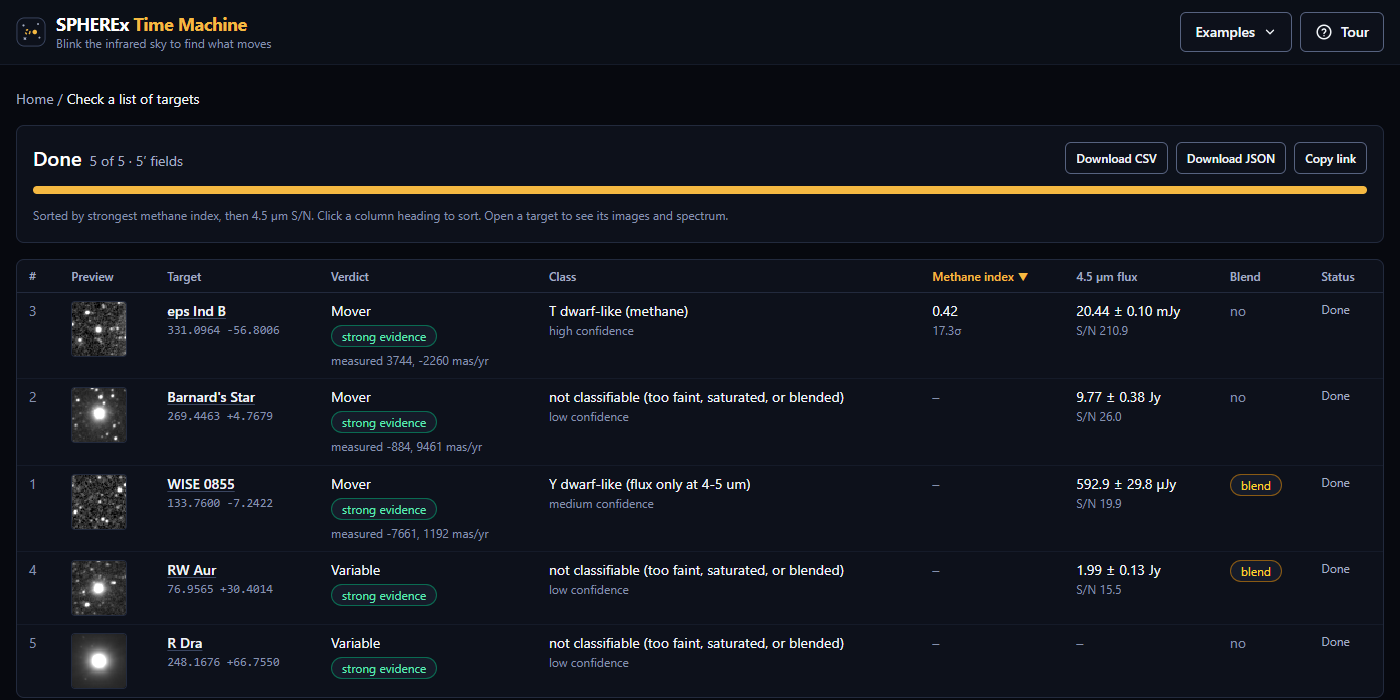 SPHEREx Time Machine
Blink the infrared sky to find what moves
Examples
Tour
Home / Check a list of targets
Done 5 of 5 · 5′ fields
Download CSV
Download JSON
Copy link
Sorted by strongest methane index, then 4.5 µm S/N. Click a column heading to sort. Open a target to see its images and spectrum.
# Preview Target Verdict Class Methane index ▼ 4.5 µm flux Blend Status
3 eps Ind B Mover T dwarf-like (methane) 0.42 20.44 ± 0.10 mJy no Done
331.0964 -56.8006 strong evidence high confidence 17.3σ S/N 210.9
measured 3744, -2260 mas/yr
2 Barnard's Star Mover not classifiable (too faint, saturated, or blended) – 9.77 ± 0.38 Jy no Done
269.4463 +4.7679 strong evidence low confidence S/N 26.0
measured -884, 9461 mas/yr
1 WISE 0855 Mover Y dwarf-like (flux only at 4-5 um) – 592.9 ± 29.8 µJy blend Done
133.7600 -7.2422 strong evidence medium confidence S/N 19.9
measured -7661, 1192 mas/yr
4 RW Aur Variable not classifiable (too faint, saturated, or blended) – 1.99 ± 0.13 Jy blend Done
76.9565 +30.4014 strong evidence low confidence S/N 15.5
5 R Dra Variable not classifiable (too faint, saturated, or blended) – – no Done
248.1676 +66.7550 strong evidence low confidence